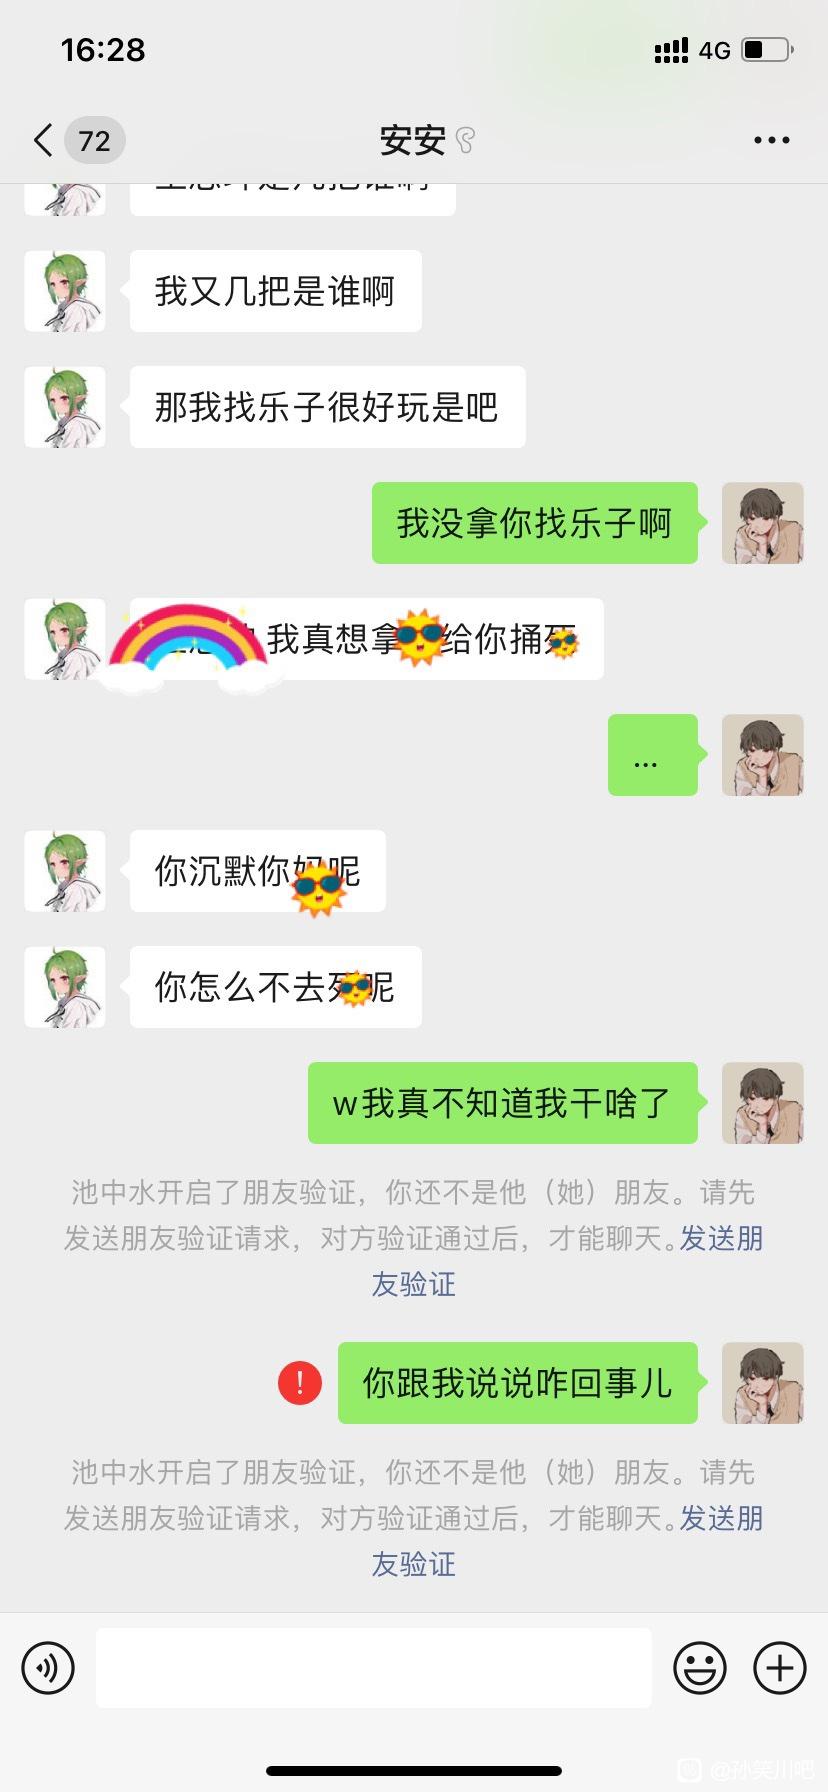 16:28
4G
72
安安
我又几把是谁啊
那我找乐子很好玩是吧
我没拿你找乐子啊
我真想拿 给你捅死
...
你沉默你妈呢
你怎么不去死呢
w我真不知道我干啥了
池中水开启了朋友验证，你还不是他（她）朋友。请先
发送朋友验证请求，对方验证通过后，才能聊天。发送朋
友验证
你跟我说说咋回事儿
池中水开启了朋友验证，你还不是他（她）朋友。请先
发送朋友验证请求，对方验证通过后，才能聊天。发送朋
友验证
@孙笑川吧